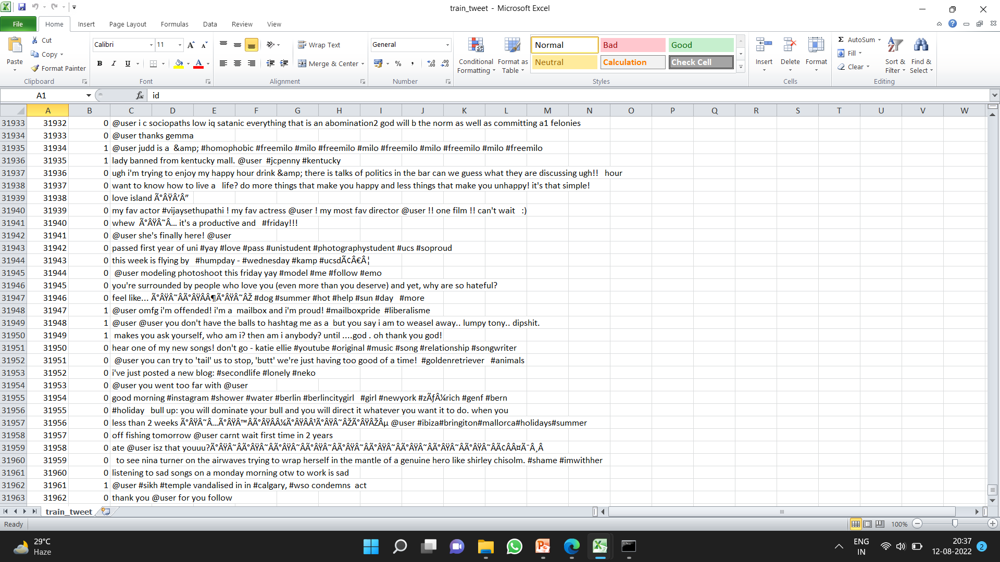 train_tweet - Microsoft Excel
File Home Insert Page Layout Formulas Data Review View
Paste Cut Copy Format Painter Clipboard
Calibri 11 Font
Wrap Text Merge & Center Alignment
General Number
Conditional Formatting Format as Table Normal Bad Good Neutral Calculation Check Cell Styles
Insert Delete Format Cells
AutoSum Fill Clear Sort & Filter Find & Select Editing
A1 fx id
A B C D E F G H I J K L M N O P Q R S T U V W
31933 31932 0 @user i c sociopaths low iq satanic everything that is an abomination2 god will b the norm as well as committing a1 felonies
31934 31933 0 @user thanks gemma
31935 31934 1 @user judd is a &amp; #homophobic #freemilo #milo #freemilo #milo #freemilo #milo #freemilo #milo #freemilo
31936 31935 1 lady banned from kentucky mall. @user #jcpenny #kentucky
31937 31936 0 ugh i'm trying to enjoy my happy hour drink &amp; there is talks of politics in the bar can we guess what they are discussing ugh!! hour
31938 31937 0 want to know how to live a life? do more things that make you happy and less things that make you unhappy! it's that simple!
31939 31938 0 love island Ã°ÂŸÂ’Â”
31940 31939 0 my fav actor #vijaysethupathi ! my fav actress @user ! my most fav director @user !! one film !! can't wait :)
31941 31940 0 whew Ã°ÂŸÂ˜Â… it's a productive and #friday!!!
31942 31941 0 @user she's finally here! @user
31943 31942 0 passed first year of uni #yay #love #pass #unistudent #photographystudent #ucs #soproud
31944 31943 0 this week is flying by #humpday - #wednesday #kamp #ucsdÃ¢Â€Â¦
31945 31944 0 @user modeling photoshoot this friday yay #model #me #follow #emo
31946 31945 0 you're surrounded by people who love you (even more than you deserve) and yet, why are so hateful?
31947 31946 0 feel like... Ã°ÂŸÂ˜ÂÃ°ÂŸÂÂ¶Ã°ÂŸÂ˜ÂŽ #dog #summer #hot #help #sun #day #more
31948 31947 1 @user omfg i'm offended! i'm a mailbox and i'm proud! #mailboxpride #liberalisme
31949 31948 1 @user @user you don't have the balls to hashtag me as a but you say i am to weasel away.. lumpy tony.. dipshit.
31950 31949 1 makes you ask yourself, who am i? then am i anybody? until ....god . oh thank you god!
31951 31950 0 hear one of my new songs! don't go - katie ellie #youtube #original #music #song #relationship #songwriter
31952 31951 0 @user you can try to 'tail' us to stop, 'butt' we're just having too good of a time! #goldenretriever #animals
31953 31952 0 i've just posted a new blog: #secondlife #lonely #neko
31954 31953 0 @user you went too far with @user
31955 31954 0 good morning #instagram #shower #water #berlin #berlincitygirl #girl #newyork #zÃƒÂ¼rich #genf #bern
31956 31955 0 #holiday bull up: you will dominate your bull and you will direct it whatever you want it to do. when you
31957 31956 0 less than 2 weeks Ã°ÂŸÂ˜Â…Ã°ÂŸÂ™ÂÃ°ÂŸÂÂ¼Ã°ÂŸÂÂ¹Ã°ÂŸÂ˜ÂŽÃ°ÂŸÂŽÂµ @user #ibiza#bringiton#mallorca#holidays#summer
31958 31957 0 off fishing tomorrow @user carnt wait first time in 2 years
31959 31958 0 ate @user isz that youuu?Ã°ÂŸÂ˜ÂÃ°ÂŸÂ˜ÂÃ°ÂŸÂ˜ÂÃ°ÂŸÂ˜ÂÃ°ÂŸÂ˜ÂÃ°ÂŸÂ˜ÂÃ°ÂŸÂ˜ÂÃ°ÂŸÂ˜ÂÃ°ÂŸÂ˜ÂÃ¢ÂÂ¤Ã¯Â¸Â
31960 31959 0 to see nina turner on the airwaves trying to wrap herself in the mantle of a genuine hero like shirley chisolm. #shame #imwithher
31961 31960 0 listening to sad songs on a monday morning otw to work is sad
31962 31961 1 @user #sikh #temple vandalised in in #calgary, #wso condemns act
31963 31962 0 thank you @user for you follow
train_tweet
Ready 100%
29°C
Haze
ENG
IN
20:37
12-08-2022
2